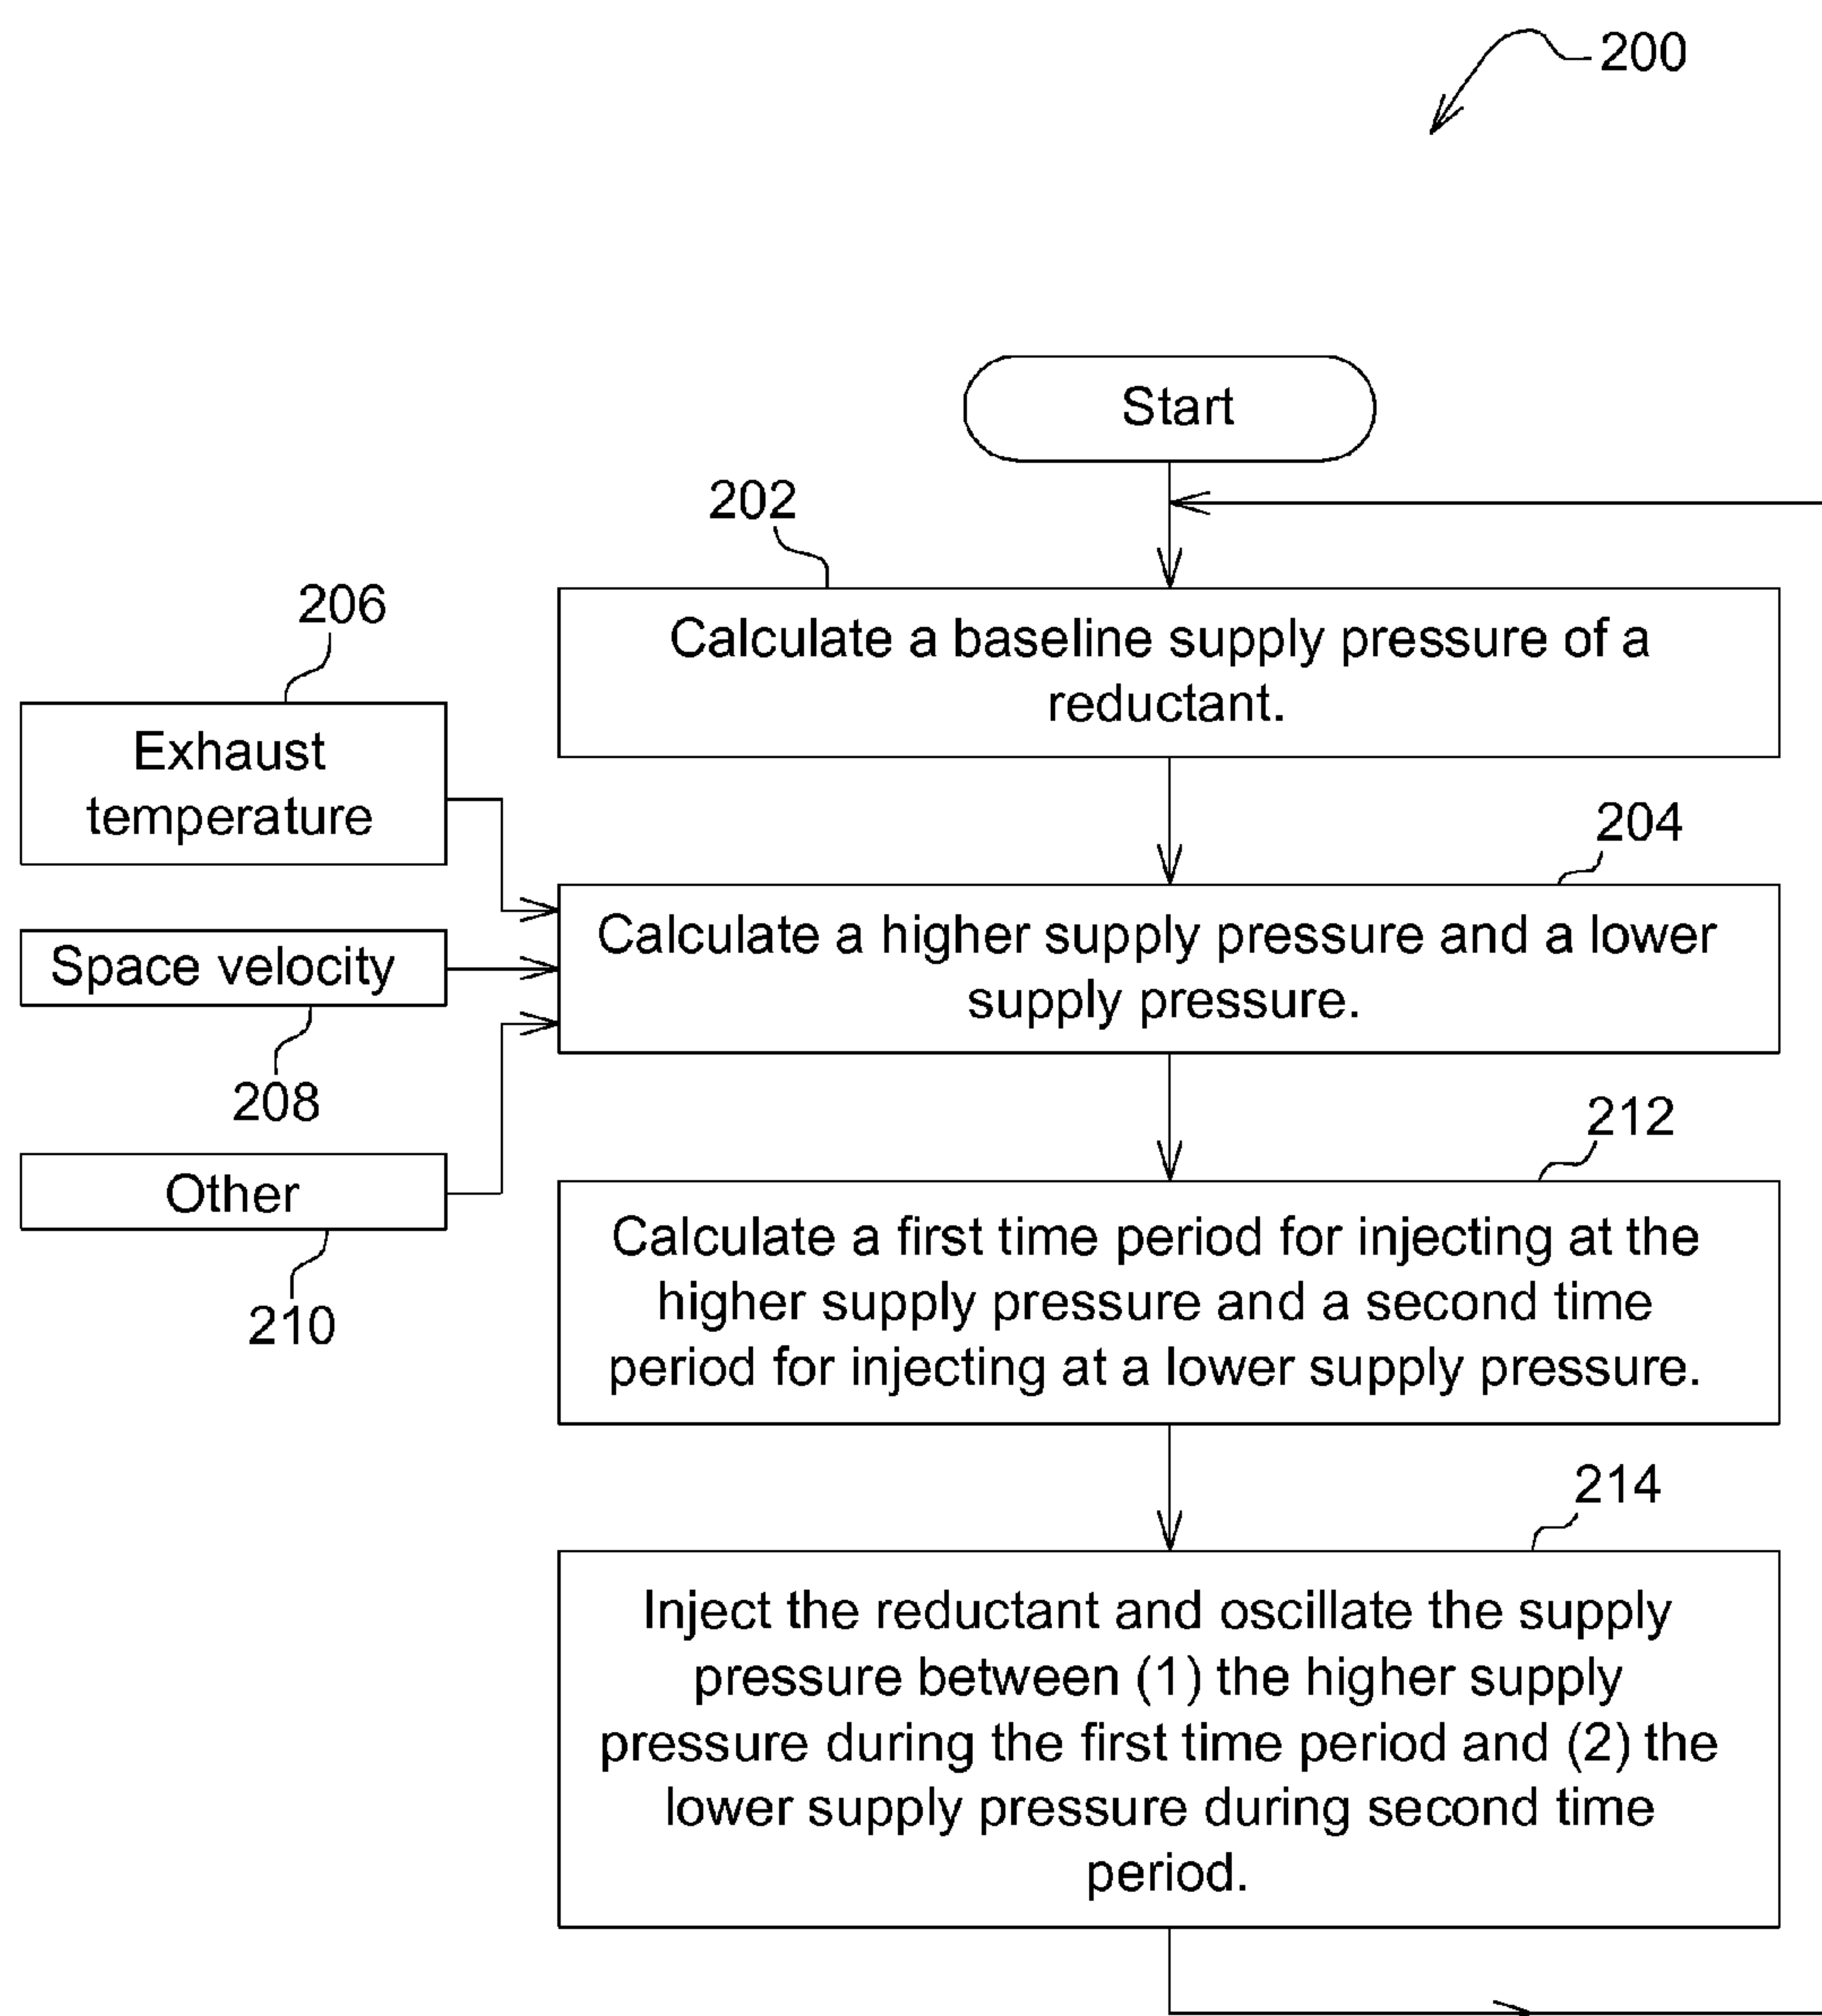 200
Start
202
Calculate a baseline supply pressure of a
reductant.
206
Exhaust
temperature
204
Calculate a higher supply pressure and a lower
supply pressure.
Space velocity
208
Other
210
212
Calculate a first time period for injecting at the
higher supply pressure and a second time
period for injecting at a lower supply pressure.
214
Inject the reductant and oscillate the supply
pressure between (1) the higher supply
pressure during the first time period and (2) the
lower supply pressure during second time
period.